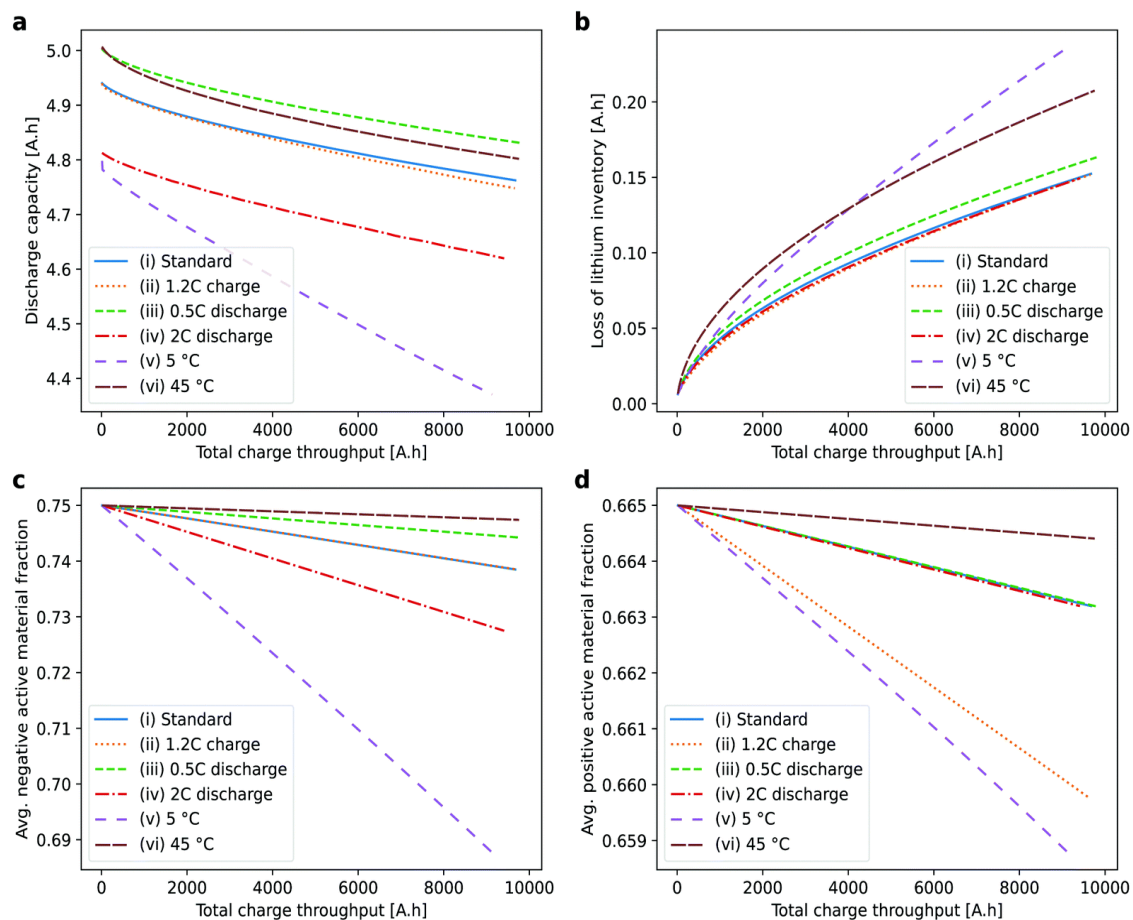 a
Discharge capacity [A.h]
5.0
4.9
4.8
4.7
4.6
4.5
4.4
(i) Standard
(ii) 1.2C charge
(iii) 0.5C discharge
(iv) 2C discharge
(v) 5 °C
(vi) 45 °C
0 2000 4000 6000 8000 10000
Total charge throughput [A.h]
b
Loss of lithium inventory [A.h]
0.20
0.15
0.10
0.05
0.00
(i) Standard
(ii) 1.2C charge
(iii) 0.5C discharge
(iv) 2C discharge
(v) 5 °C
(vi) 45 °C
0 2000 4000 6000 8000 10000
Total charge throughput [A.h]
c
Avg. negative active material fraction
0.75
0.74
0.73
0.72
0.71
0.70
0.69
(i) Standard
(ii) 1.2C charge
(iii) 0.5C discharge
(iv) 2C discharge
(v) 5 °C
(vi) 45 °C
0 2000 4000 6000 8000 10000
Total charge throughput [A.h]
d
Avg. positive active material fraction
0.665
0.664
0.663
0.662
0.661
0.660
0.659
(i) Standard
(ii) 1.2C charge
(iii) 0.5C discharge
(iv) 2C discharge
(v) 5 °C
(vi) 45 °C
0 2000 4000 6000 8000 10000
Total charge throughput [A.h]